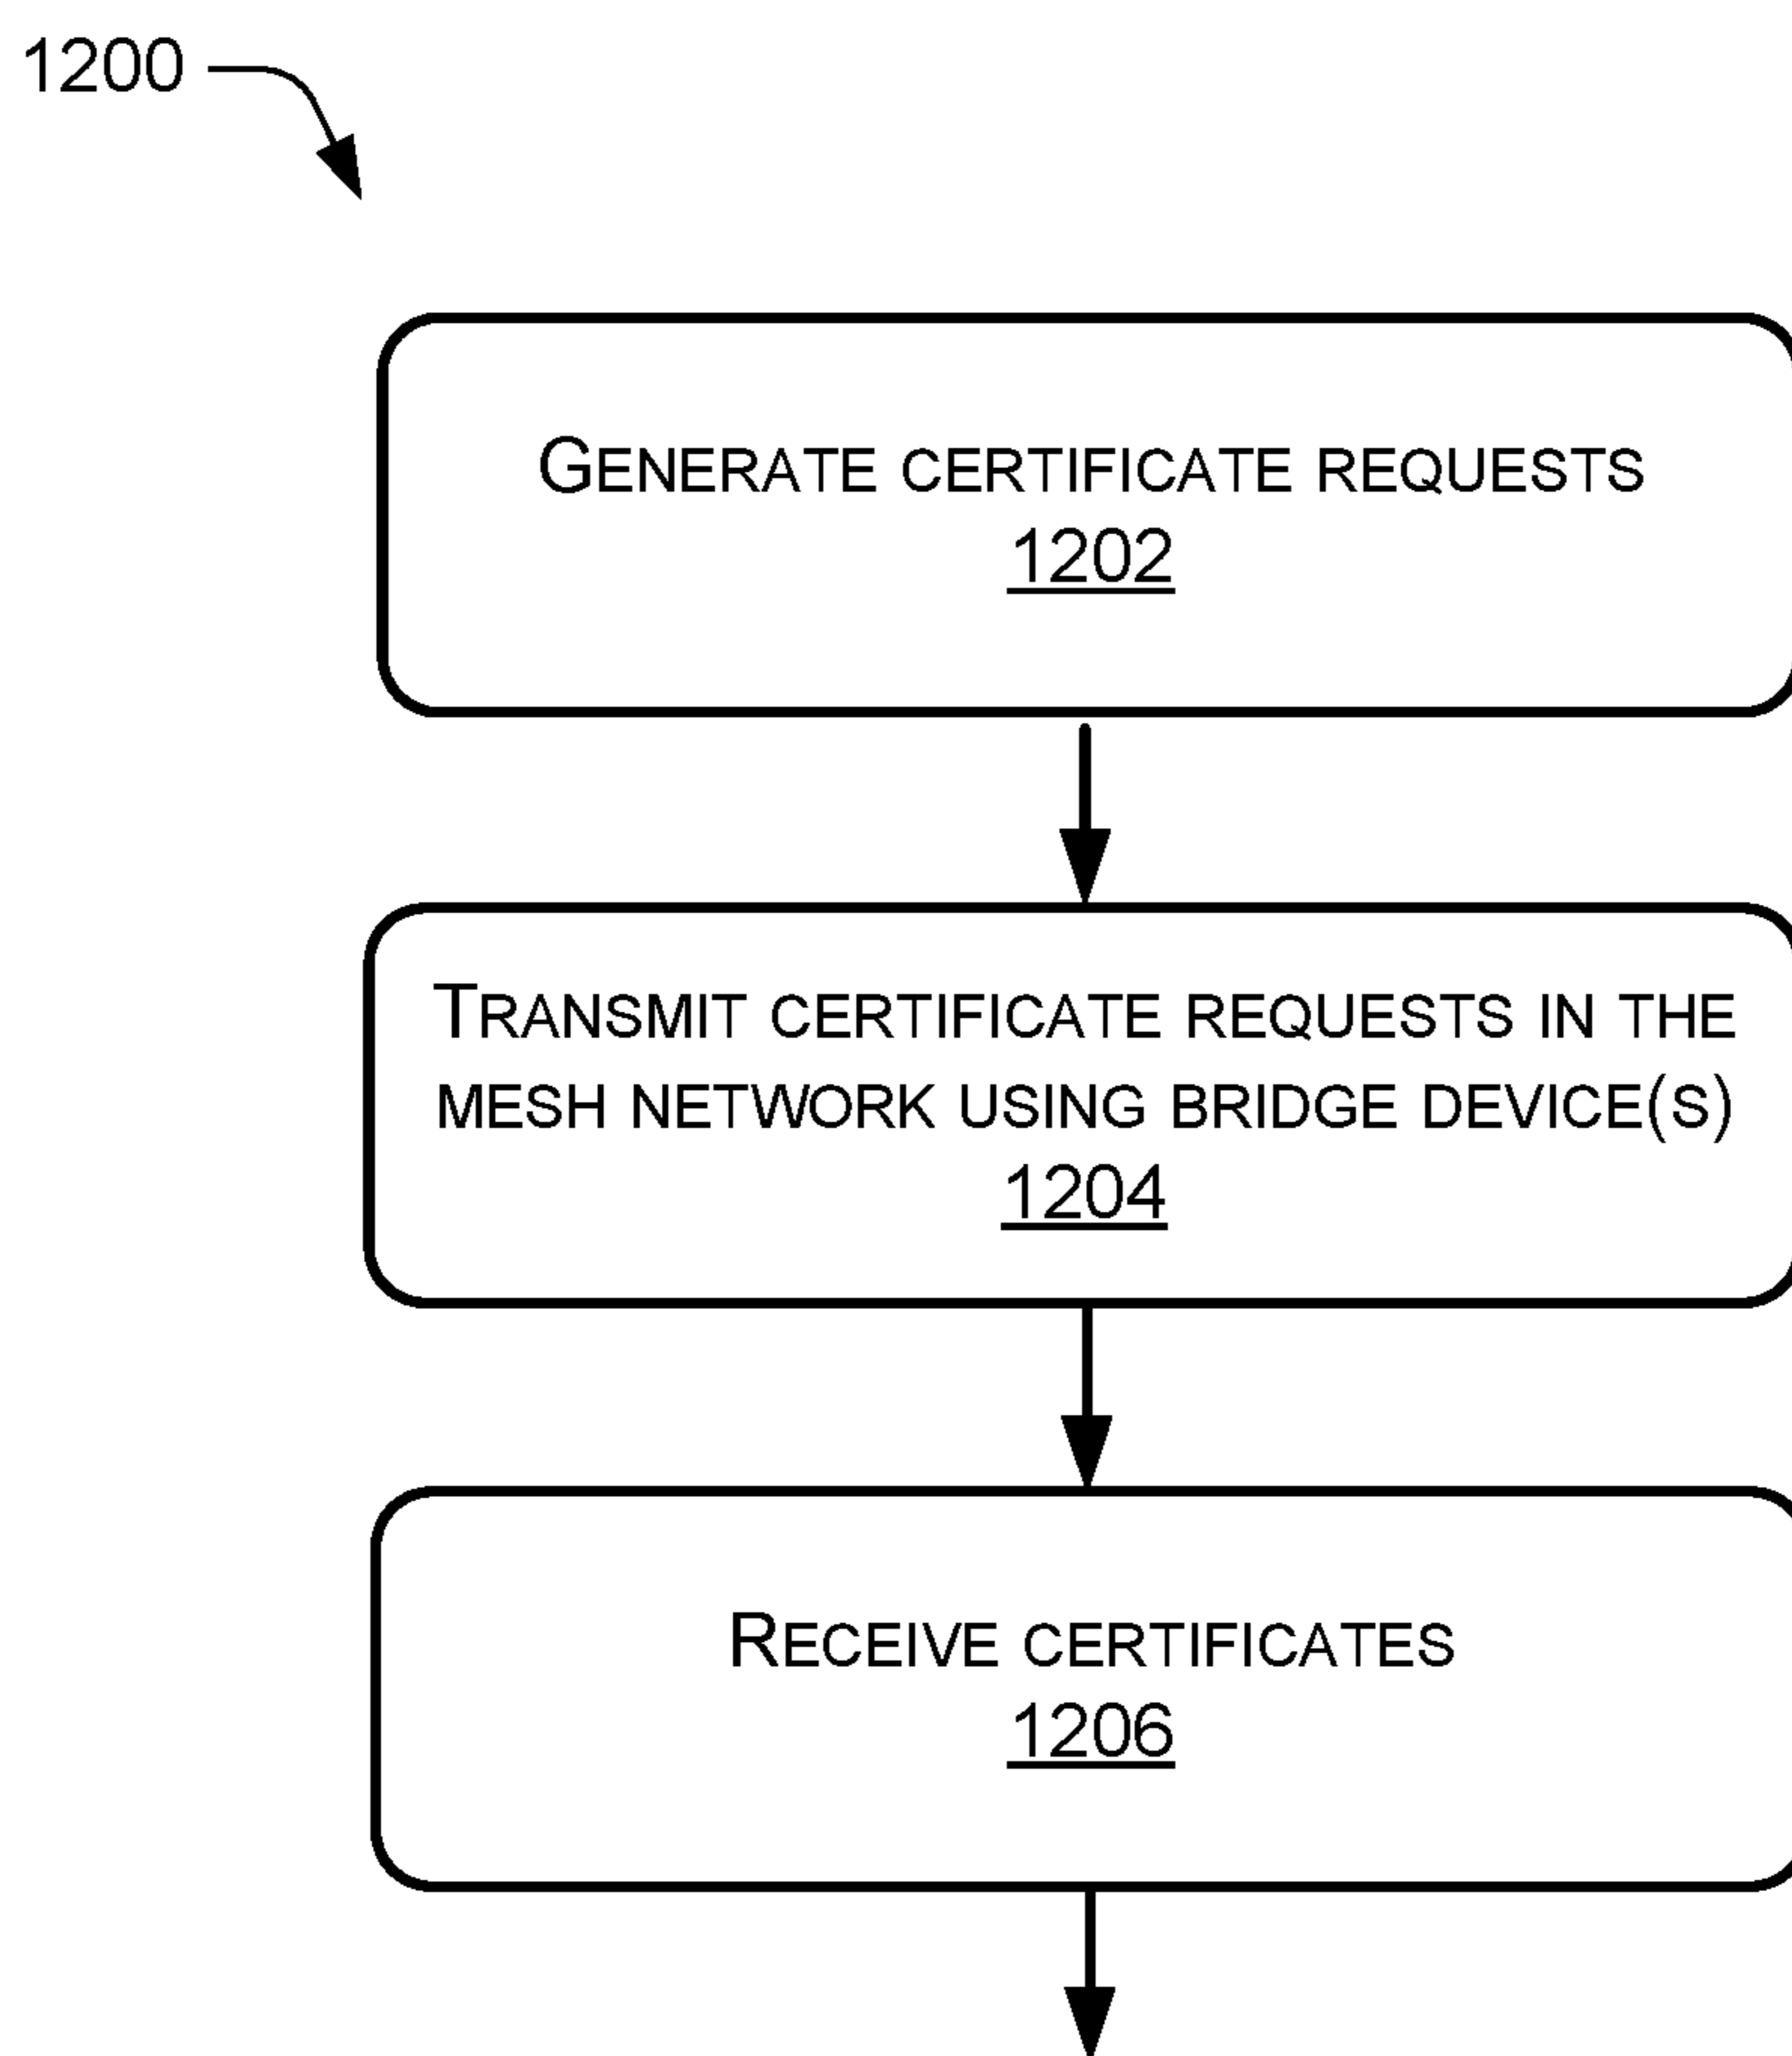 1200
GENERATE CERTIFICATE REQUESTS
1202
TRANSMIT CERTIFICATE REQUESTS IN THE
MESH NETWORK USING BRIDGE DEVICE(S)
1204
RECEIVE CERTIFICATES
1206